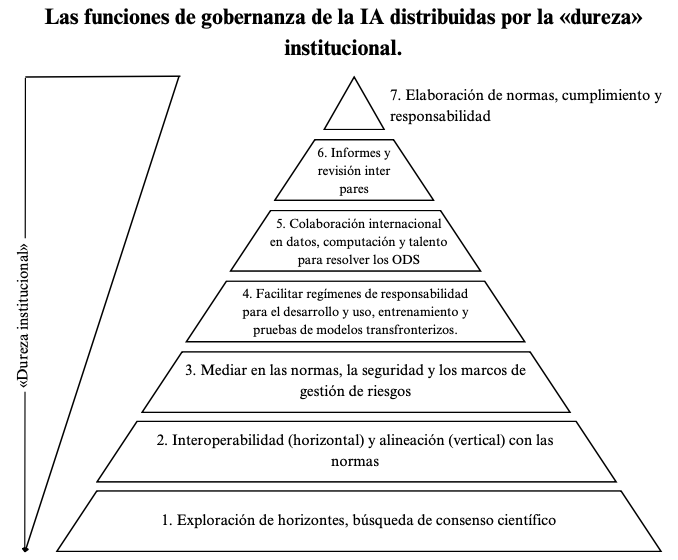 Las funciones de gobernanza de la IA distribuidas por la «dureza»
institucional.
7. Elaboración de normas, cumplimiento y
responsabilidad
6. Informes y
revisión inter
pares
5. Colaboración internacional
en datos, computación y talento
para resolver los ODS
4. Facilitar regímenes de responsabilidad
para el desarrollo y uso, entrenamiento y
pruebas de modelos transfronterizos.
3. Mediar en las normas, la seguridad y los marcos de
gestión de riesgos
2. Interoperabilidad (horizontal) y alineación (vertical) con las
normas
1. Exploración de horizontes, búsqueda de consenso científico
«Dureza institucional»